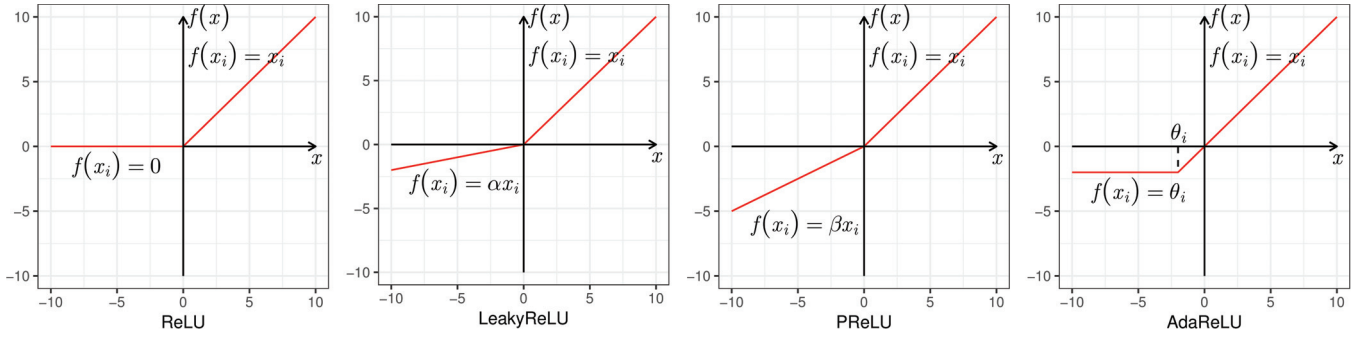 f(x)
f(x_i) = x_i
10
5
0
−5
−10
f(x_i) = 0
x
−10 −5 0 5 10
ReLU
f(x)
f(x_i) = x_i
10
5
0
−5
−10
f(x_i) = αx_i
x
−10 −5 0 5 10
LeakyReLU
f(x)
f(x_i) = x_i
10
5
0
−5
−10
f(x_i) = βx_i
x
−10 −5 0 5 10
PReLU
f(x)
f(x_i) = x_i
10
5
0
−5
−10
θ_i
f(x_i) = θ_i
x
−10 −5 0 5 10
AdaReLU